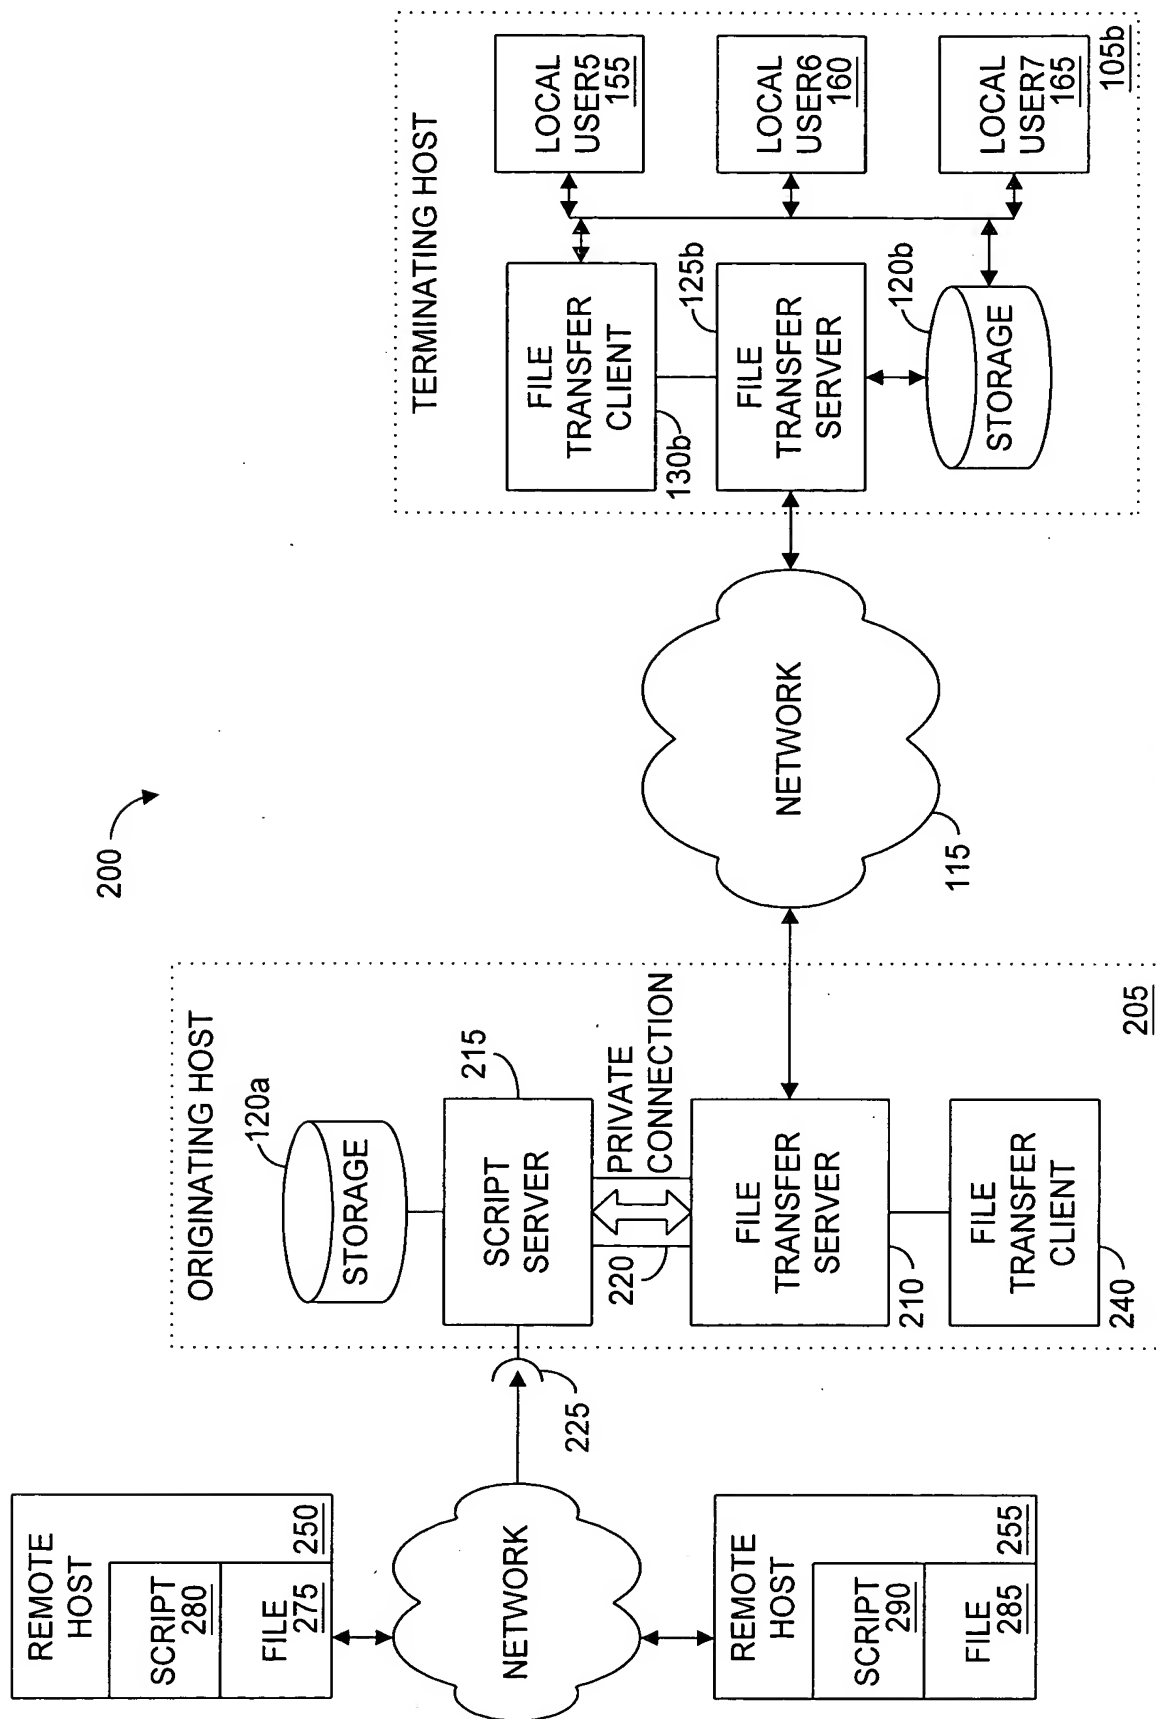 200
REMOTE
HOST
250
SCRIPT
280
FILE
275
NETWORK
REMOTE
HOST
255
SCRIPT
290
FILE
285
225
ORIGINATING HOST
120a
STORAGE
215
SCRIPT
SERVER
220
PRIVATE
CONNECTION
FILE
TRANSFER
SERVER
210
FILE
TRANSFER
CLIENT
240
205
NETWORK
115
TERMINATING HOST
FILE
TRANSFER
CLIENT
130b
125b
FILE
TRANSFER
SERVER
120b
STORAGE
LOCAL
USER5
155
LOCAL
USER6
160
LOCAL
USER7
165
105b